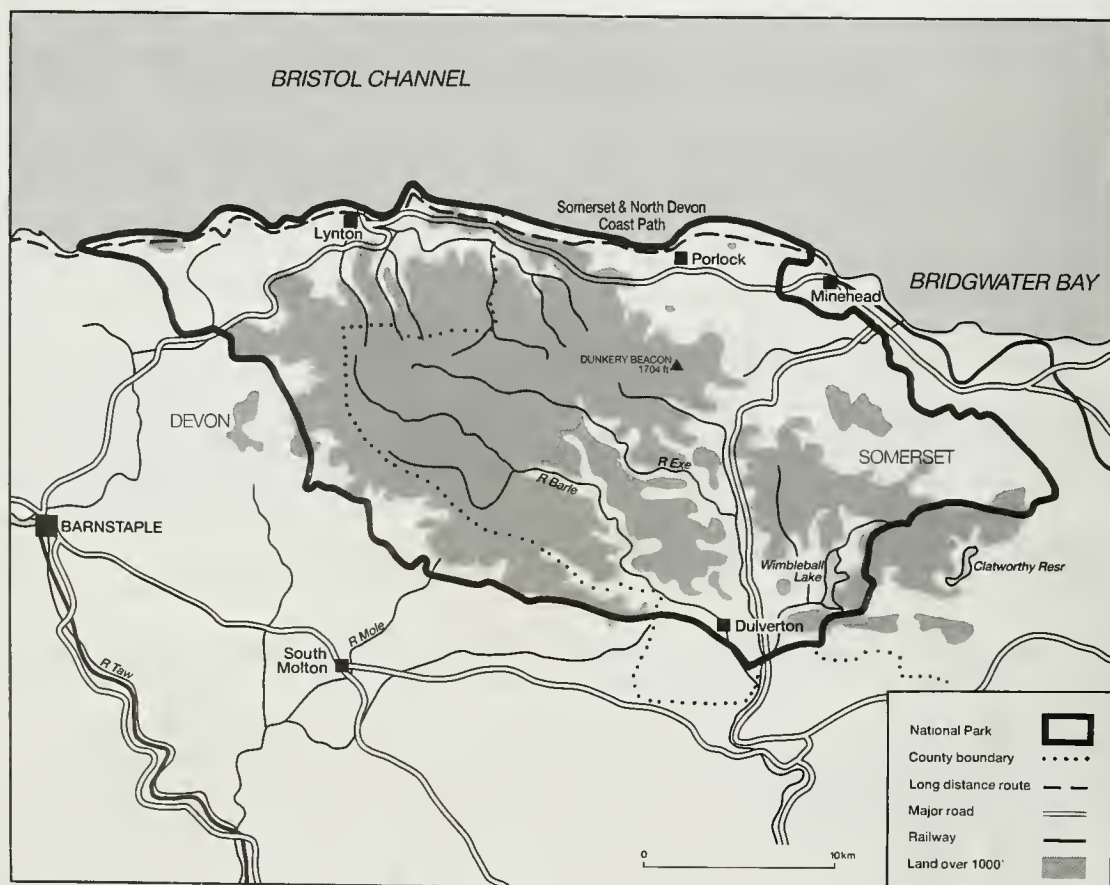 BRISTOL CHANNEL
Somerset & North Devon
Coast Path
Lynton
Porlock
Minehead
BRIDGWATER BAY
DUNKERY BEACON
1704 ft
DEVON
SOMERSET
R Exe
R Barle
BARNSTAPLE
Wimbleball
Lake
Clatworthy Resr
Dulverton
R Mole
South
Molton
R Taw
National Park
County boundary
Long distance route
Major road
Railway
Land over 1000'
0 10km